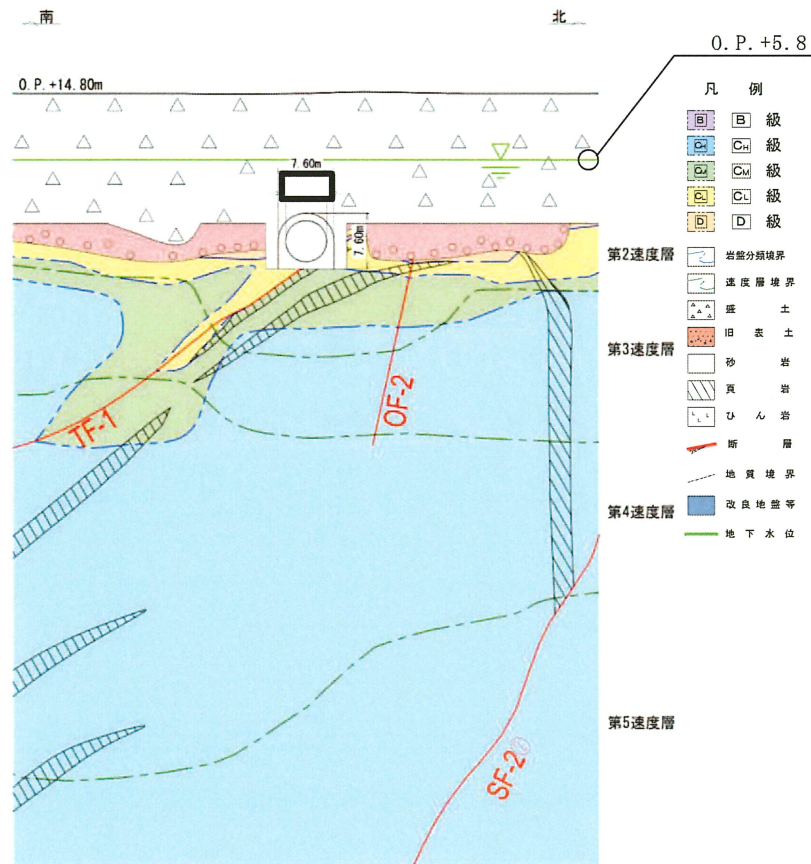 南
北
O.P.+5.8
O.P.+14.80m
7.60m
7.60m
凡 例
B B 級
CH CH 級
CM CM 級
CL CL 級
D D 級
岩盤分類境界
速度層境界
盛土
旧表土
砂岩
頁岩
ひん岩
断層
地質境界
改良地盤等
地下水位
第2速度層
第3速度層
第4速度層
第5速度層
TF-1
OF-2
SF-2